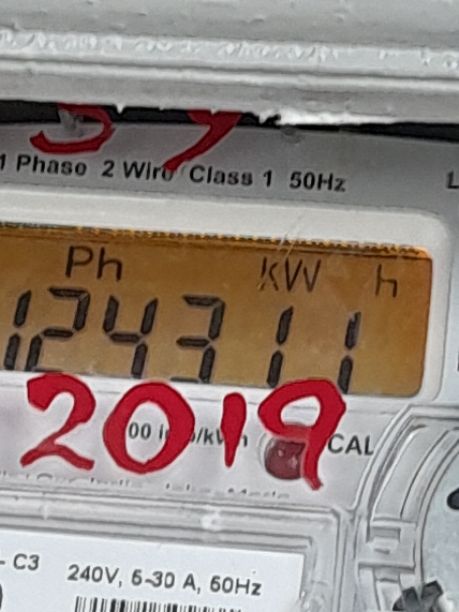 1 Phase 2 Wire Class 1 50Hz
L
Ph kW h
124311
2019
CAL
- C3 240V, 5-30 A, 50Hz